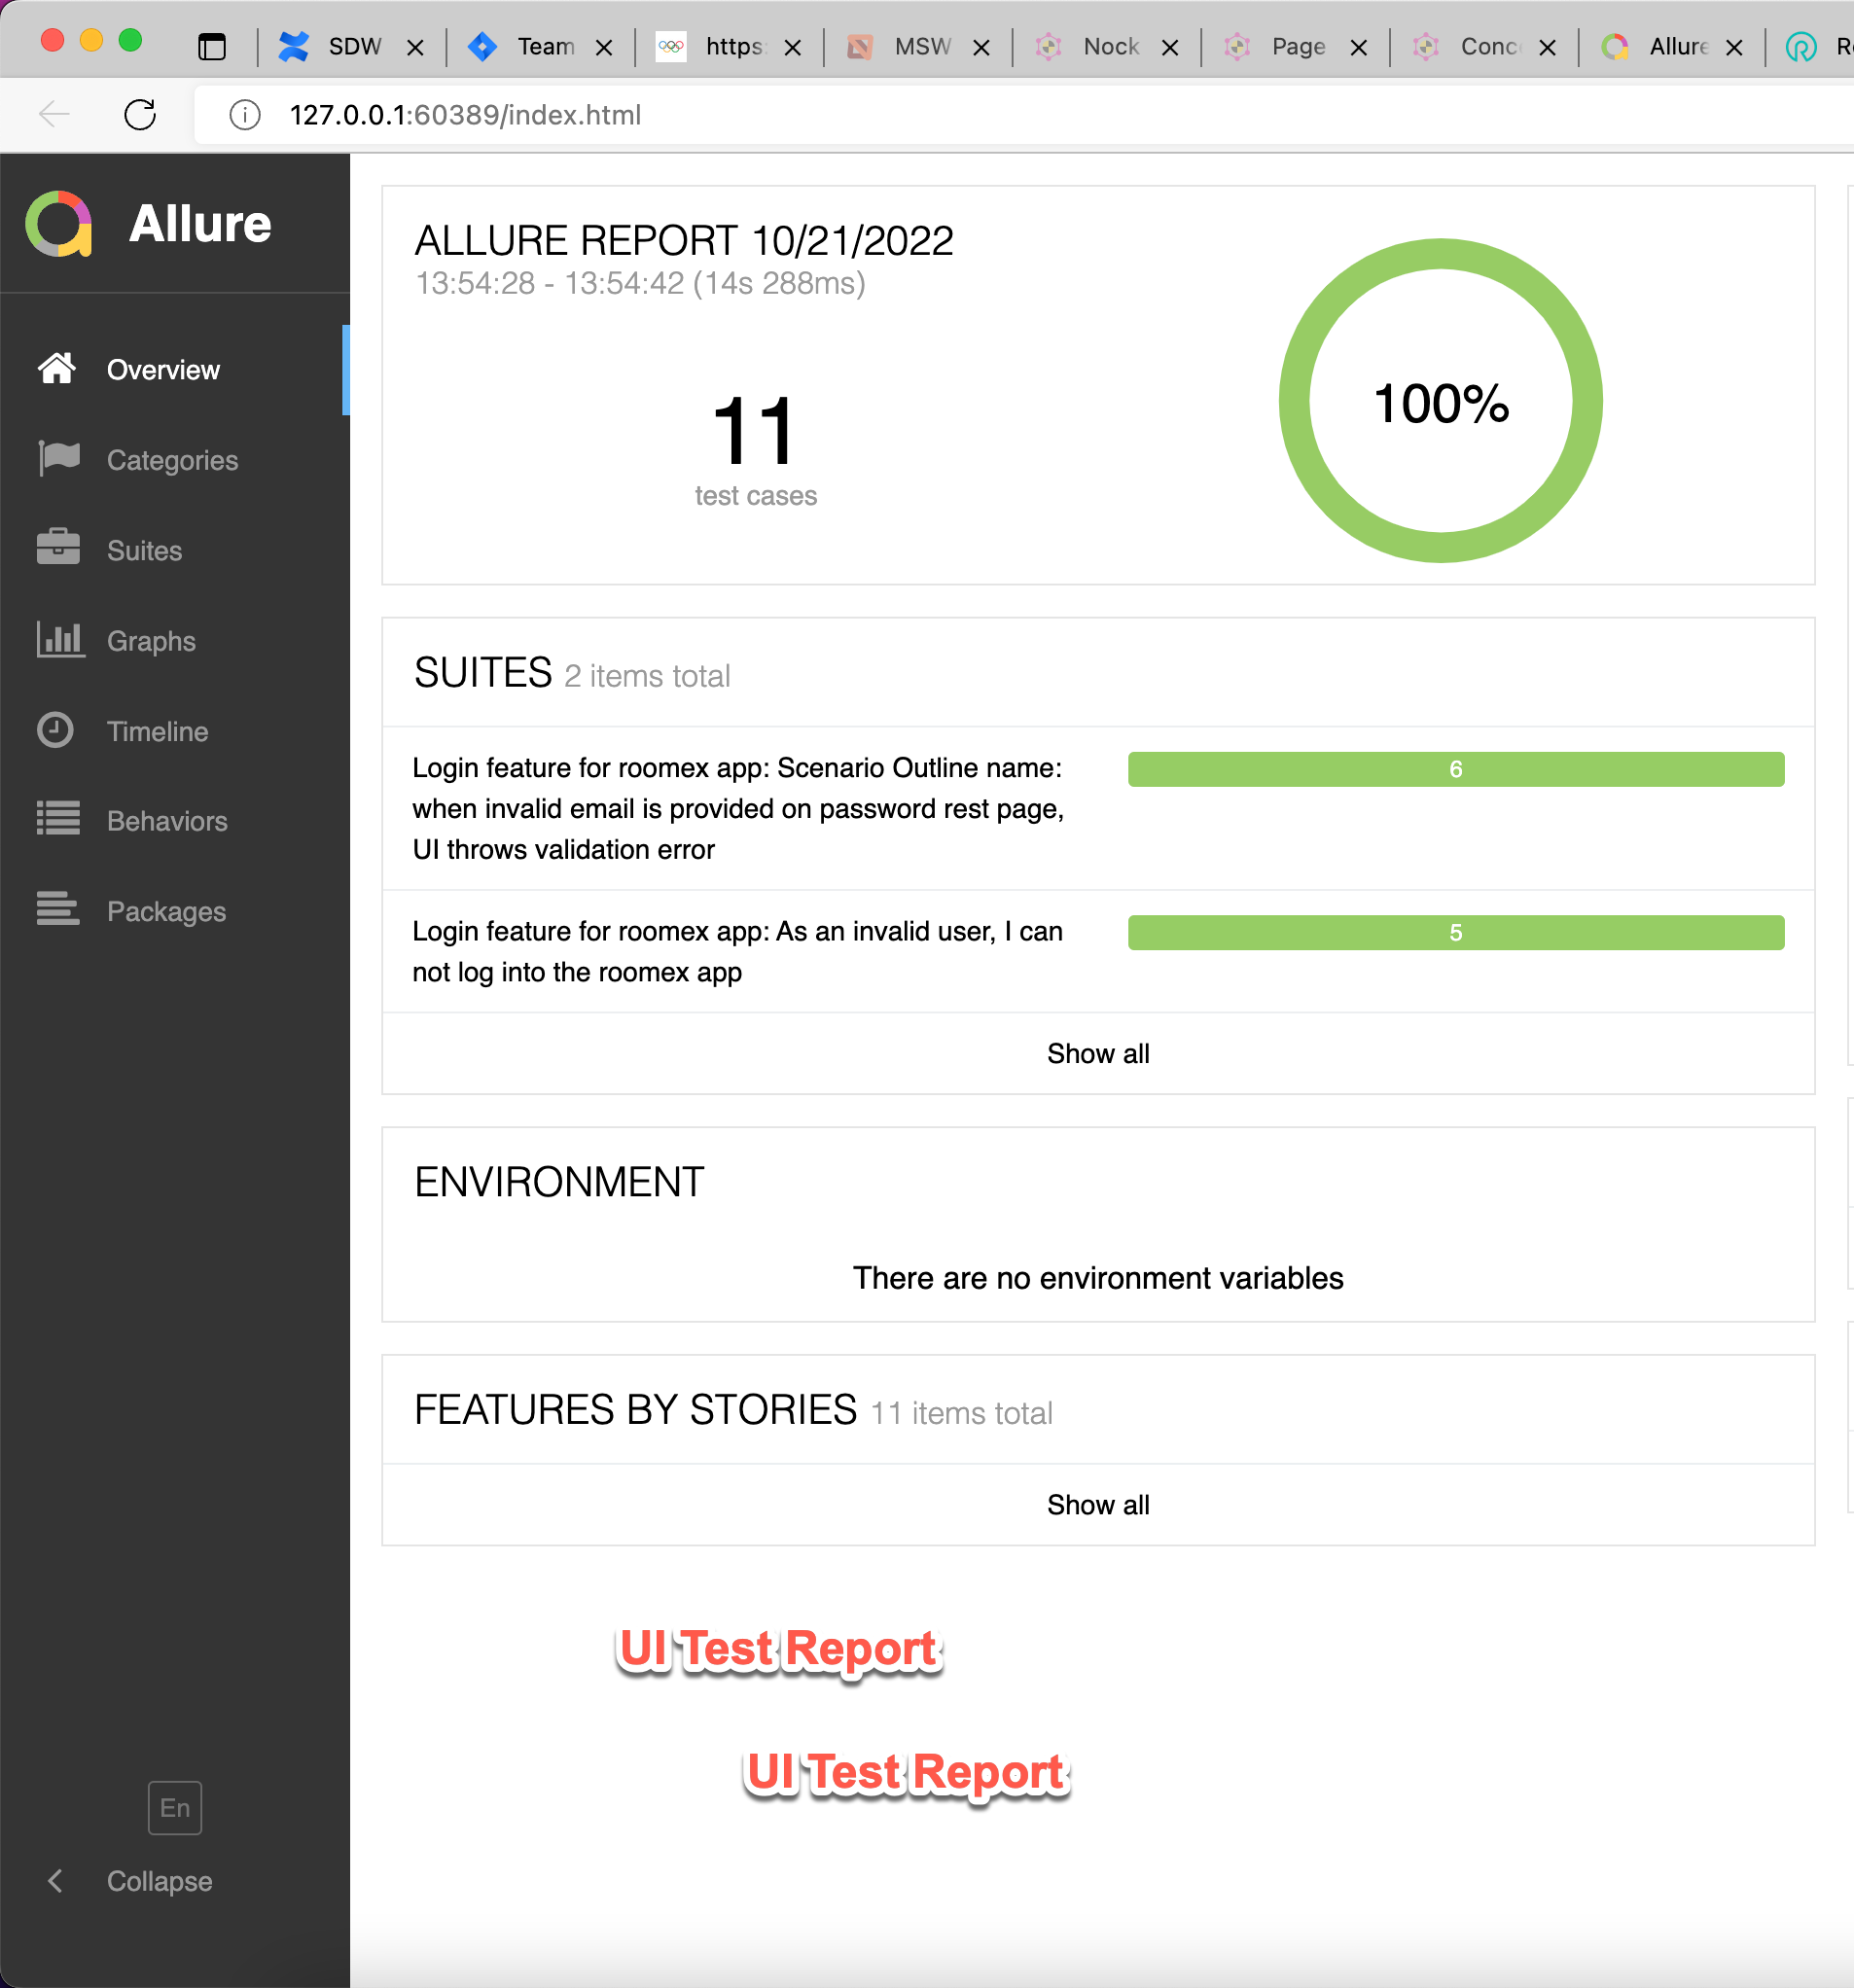 SDW
Team
https:
MSW
Nock
Page
Conc
Allure
127.0.0.1:60389/index.html
Allure
Overview
Categories
Suites
Graphs
Timeline
Behaviors
Packages
En
Collapse
ALLURE REPORT 10/21/2022
13:54:28 - 13:54:42 (14s 288ms)
11
test cases
100%
SUITES 2 items total
Login feature for roomex app: Scenario Outline name:
when invalid email is provided on password rest page,
UI throws validation error
6
Login feature for roomex app: As an invalid user, I can
not log into the roomex app
5
Show all
ENVIRONMENT
There are no environment variables
FEATURES BY STORIES 11 items total
Show all
UI Test Report
UI Test Report